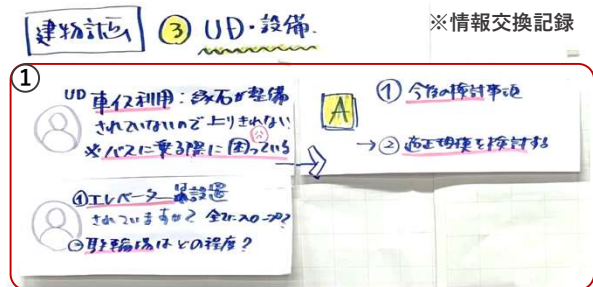 建物計画 ③ UD・設備
※情報交換記録
①
UD 車イス利用：縁石が整備
されていないので上りきれない
※バスに乗る際に困っている
①エレベーター 設置
されていますか？ 全てスロープ？
②駐輪場はどの程度？
A
① 今後の検討事項
→② 適正規模を検討する